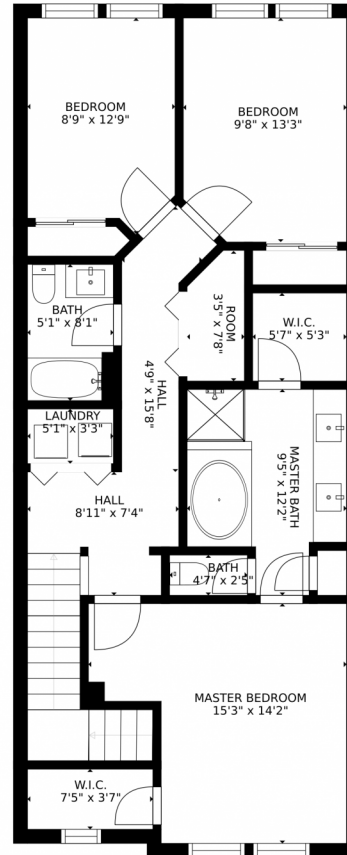 BEDROOM
8'9" x 12'9"
BEDROOM
9'8" x 13'3"
BATH
5'1" x 8'1"
HALL
4'9" x 15'8"
ROOM
3'5" x 7'8"
W.I.C.
5'7" x 5'3"
LAUNDRY
5'1" x 3'3"
HALL
8'11" x 7'4"
MASTER BATH
9'5" x 12'2"
BATH
4'7" x 2'5"
MASTER BEDROOM
15'3" x 14'2"
W.I.C.
7'5" x 3'7"